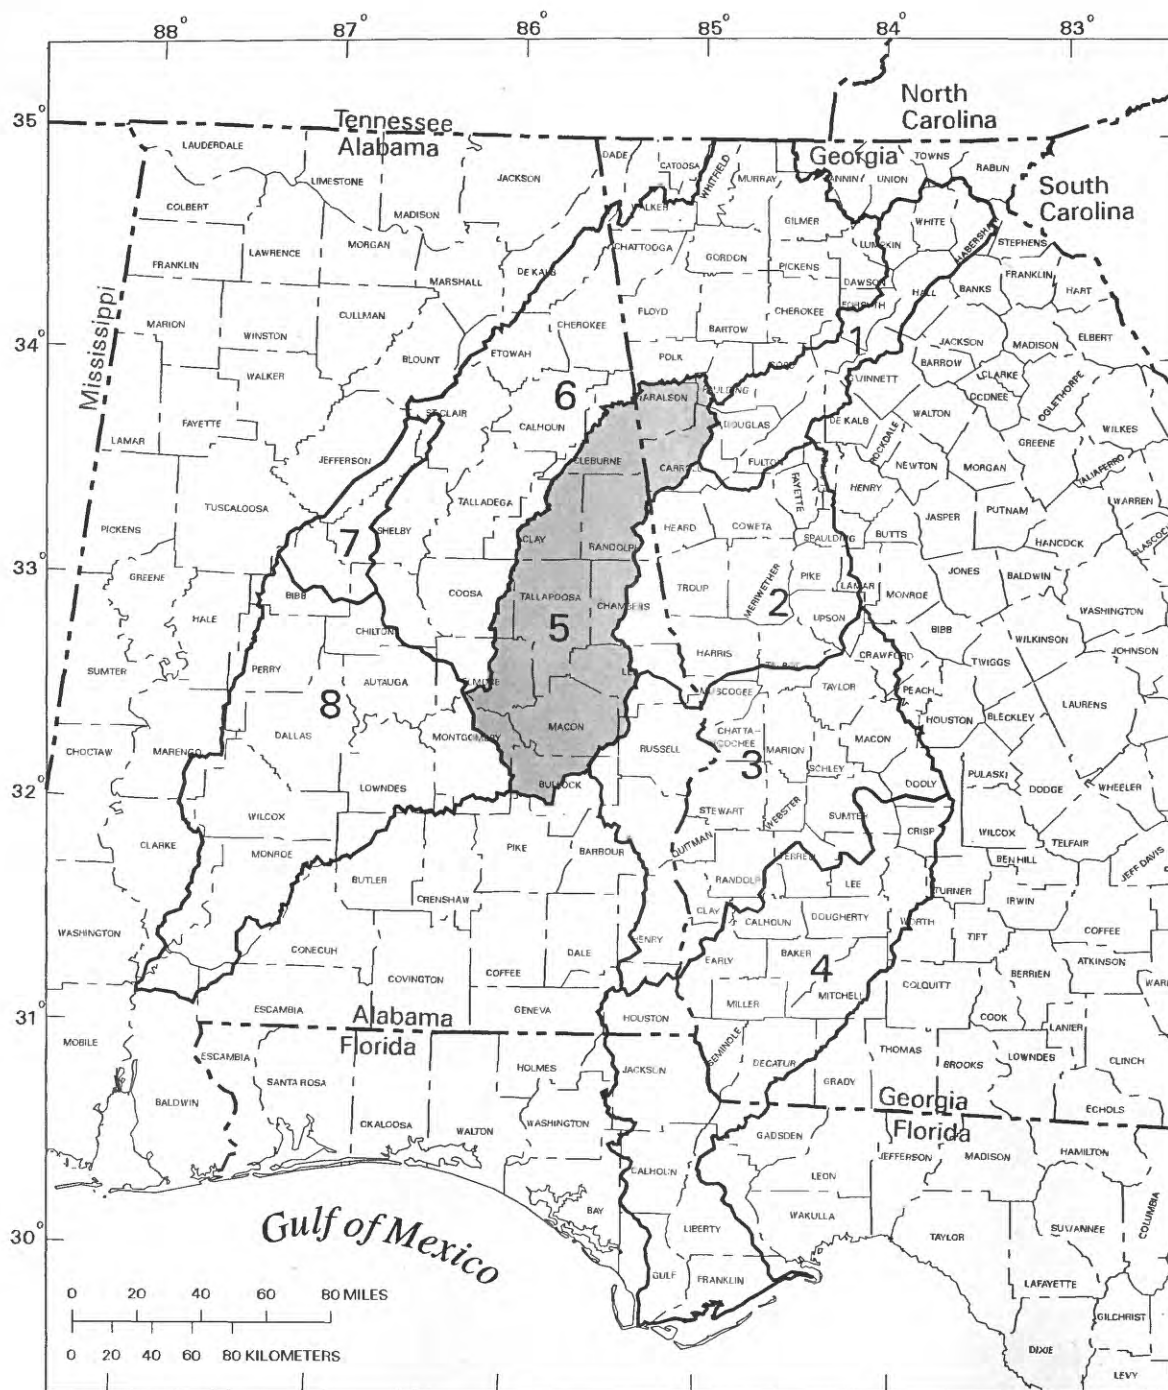 88°
87°
86°
85°
84°
83°
35°
34°
33°
32°
31°
30°
North
Carolina
Tennessee
Alabama
Georgia
South
Carolina
Mississippi
LAUDERDALE
LIMESTONE
JACKSON
DADE
CATOOSA
WHITFIELD
MURRAY
UNION
TOWNS
RABUN
COLBERT
MADISON
WALKER
GILMER
WHITE
HABERSHAM
STEPHENS
LAWRENCE
MORGAN
CHATTOOGA
LUMPKIN
FRANKLIN
DE KALB
GORDON
PICKENS
DAWSON
FRANKLIN
HART
MARSHALL
FORSYTH
HALL
BANKS
MARION
WINSTON
CULLMAN
CHEROKEE
FLOYD
BARTOW
CHEROKEE
1
JACKSON
MADISON
ELBERT
BLOUNT
ETOWAH
POLK
COBB
BARROW
CLARKE
WALKER
6
HARALSON
PAULDING
GWINNETT
OCONEE
OGLETHORPE
FAYETTE
ST CLAIR
CALHOUN
DOUGLAS
DE KALB
ROCKDALE
WALTON
GREENE
WILKES
LAMAR
JEFFERSON
CLEBURNE
CARROLL
FULTON
FAYETTE
NEWTON
MORGAN
TALIAFERRO
TUSCALOOSA
TALLADEGA
HENRY
WARREN
PICKENS
SHELBY
CLAY
RANDOLPH
HEARD
COWETA
SPAULDING
BUTTS
JASPER
PUTNAM
HANCOCK
GLASCOCK
7
GREENE
BIBB
COOSA
TALLAPOOSA
CHAMBERS
TROUP
MERIWETHER
PIKE
LAMAR
MONROE
JONES
BALDWIN
WASHINGTON
HALE
CHILTON
5
2
UPSON
BIBB
WILKINSON
JOHNSON
SUMTER
PERRY
AUTAUGA
ELMORE
LEE
HARRIS
TALBOT
CRAWFORD
TWIGGS
8
MUSCOGEE
TAYLOR
PEACH
HOUSTON
BLECKLEY
LAURENS
CHOCTAW
MARENGO
DALLAS
MONTGOMERY
MACON
RUSSELL
CHATTA-
HOOCHEE
MARION
MACON
3
SCHLEY
DOOLY
PULASKI
DODGE
WHEELER
LOWNDES
BULLOCK
STEWART
WEBSTER
SUMTER
CRISP
WILCOX
TELFAIR
WILCOX
CLARKE
MONROE
PIKE
BARBOUR
QUITMAN
TERRELL
BEN HILL
JEFF DAVIS
BUTLER
CRENSHAW
RANDOLPH
LEE
TURNER
IRWIN
CLAY
CALHOUN
DOUGHERTY
WORTH
TIFT
COFFEE
WASHINGTON
CONECUH
DALE
HENRY
EARLY
BAKER
4
BERRIEN
ATKINSON
COVINGTON
COFFEE
MILLER
MITCHELL
COLQUITT
ESCAMBIA
GENEVA
HOUSTON
COOK
LANIER
Alabama
Florida
MOBILE
ESCAMBIA
SEMINOLE
DECATUR
THOMAS
BROOKS
LOWNDES
CLINCH
SANTA ROSA
HOLMES
JACKSON
GRADY
BALDWIN
OKALOOSA
WALTON
WASHINGTON
Georgia
Florida
ECHOLS
GADSDEN
JEFFERSON
MADISON
HAMILTON
CALHOUN
LEON
COLUMBIA
BAY
LIBERTY
WAKULLA
TAYLOR
SUWANNEE
Gulf of Mexico
GULF
FRANKLIN
LAFAYETTE
0 20 40 60 80 MILES
GILCHRIST
0 20 40 60 80 KILOMETERS
DIXIE
LEVY